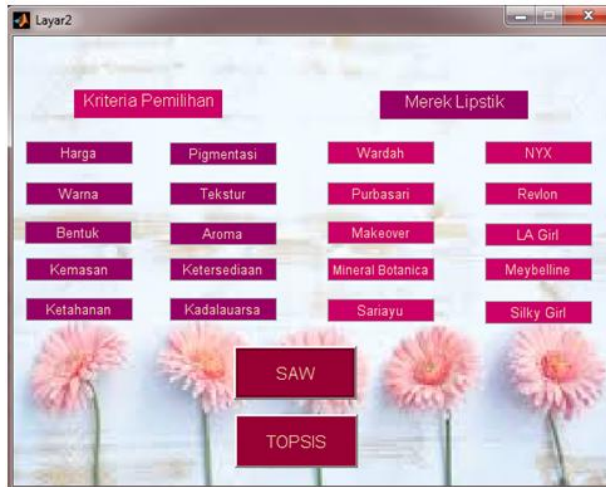 Layar2
Kriteria Pemilihan
Merek Lipstik
Harga
Pigmentasi
Wardah
NYX
Warna
Tekstur
Purbasari
Revlon
Bentuk
Aroma
Makeover
LA Girl
Kemasan
Ketersediaan
Mineral Botanica
Meybelline
Ketahanan
Kadalauarsa
Sariayu
Silky Girl
SAW
TOPSIS